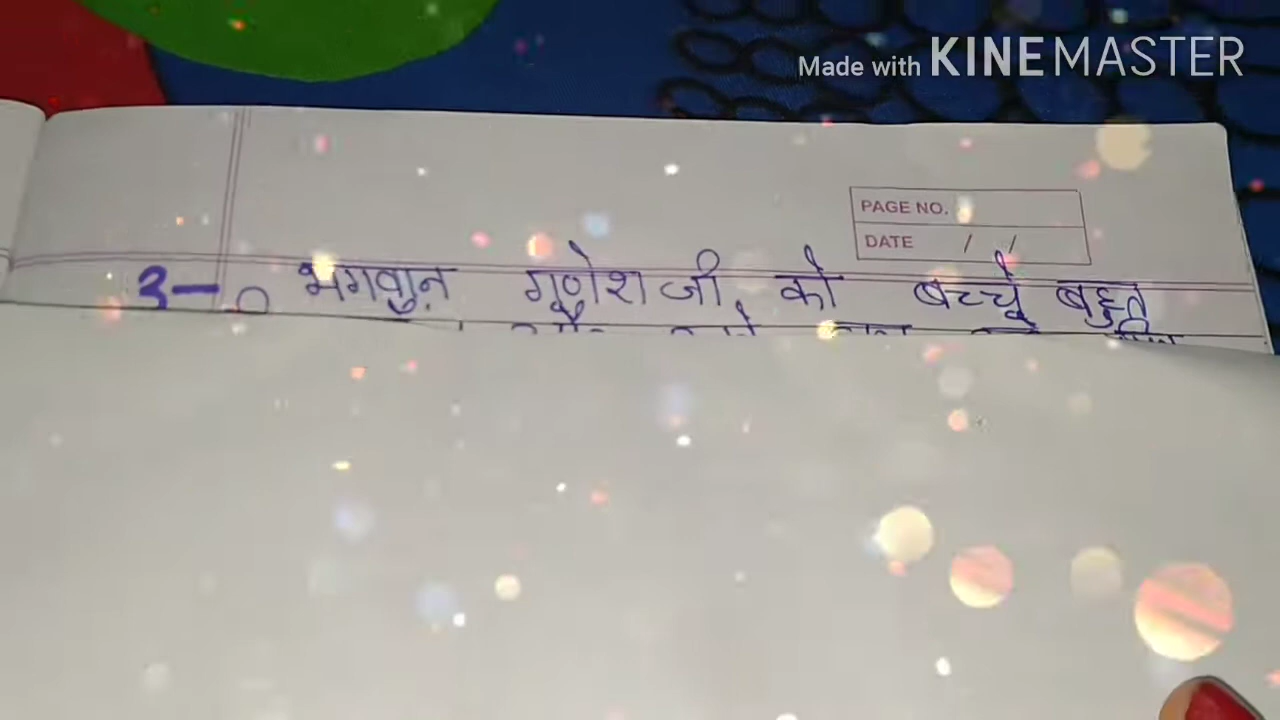 Made with KINEMASTER
PAGE NO.
DATE / /
3- भगवान गणेश जी को बच्चे बहुत